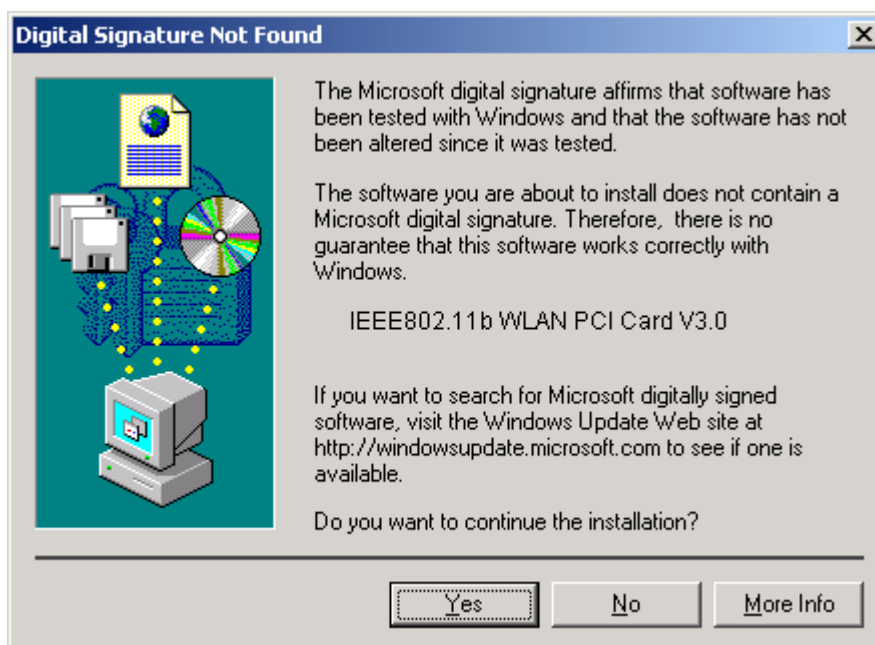 Digital Signature Not Found
The Microsoft digital signature affirms that software has
been tested with Windows and that the software has not
been altered since it was tested.
The software you are about to install does not contain a
Microsoft digital signature. Therefore,  there is no
guarantee that this software works correctly with
Windows.
IEEE802.11b WLAN PCI Card V3.0
If you want to search for Microsoft digitally signed
software, visit the Windows Update Web site at
http://windowsupdate.microsoft.com to see if one is
available.
Do you want to continue the installation?
Yes No More Info